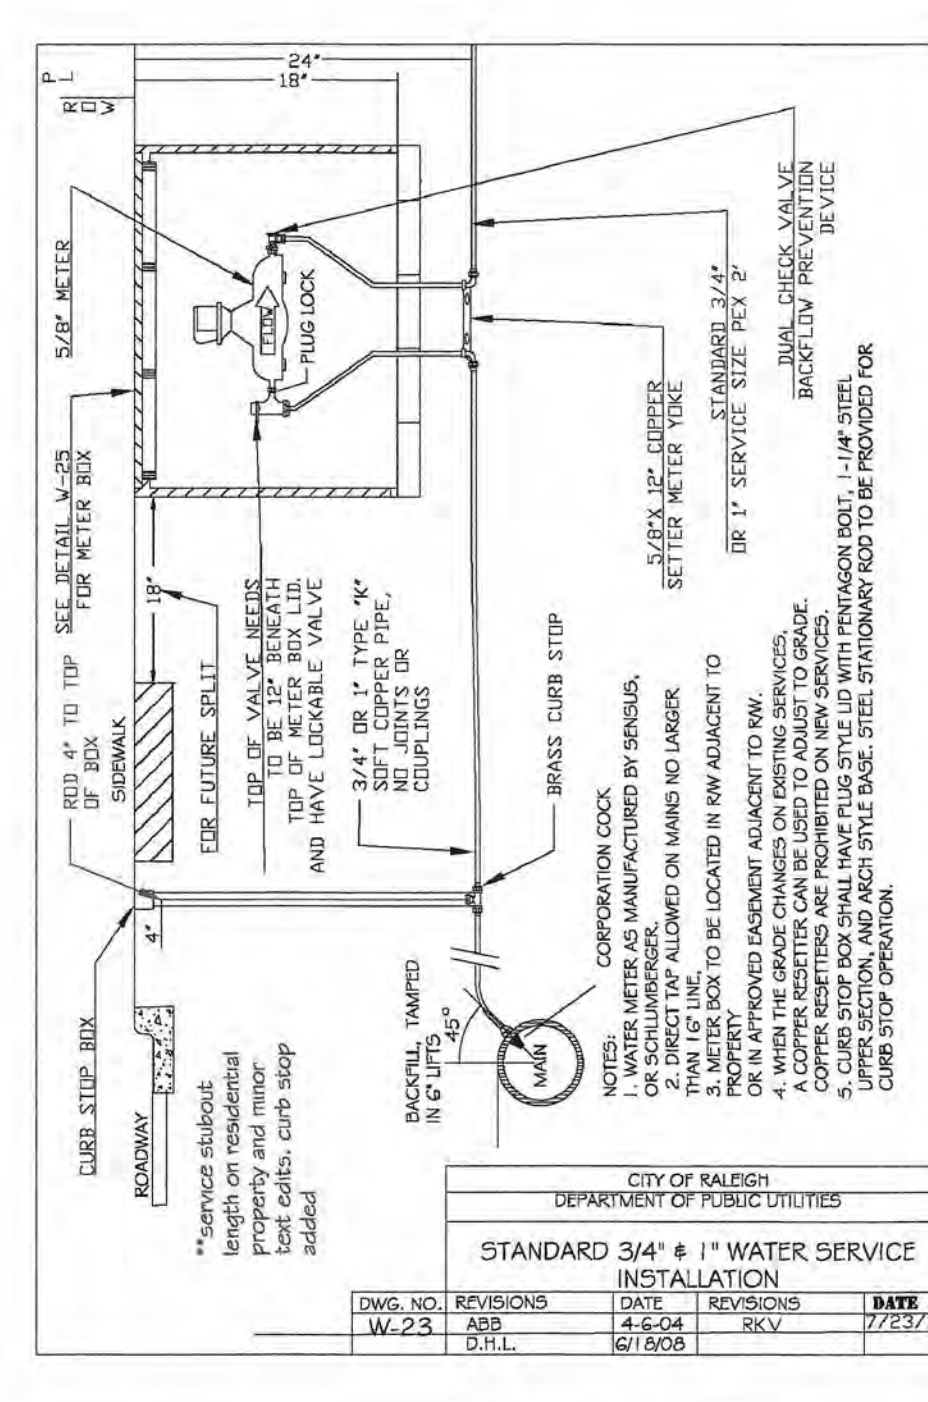 24"
18"
P
L
R
O
W
5/8" METER
SEE DETAIL W-25
FOR METER BOX
ROD 4" TO TOP
OF BOX
SIDEWALK
CURB STOP BOX
ROADWAY
4"
18"
FOR FUTURE SPLIT
FLOW
PLUG LOCK
TOP OF VALVE NEEDS
TO BE 12" BENEATH
TOP OF METER BOX LID.
AND HAVE LOCKABLE VALVE
3/4" OR 1" TYPE "K"
SOFT COPPER PIPE,
NO JOINTS OR
COUPLINGS
BRASS CURB STOP
5/8"X 12" COPPER
SETTER METER YOKE
STANDARD 3/4"
OR 1" SERVICE SIZE PEX 2'
DUAL CHECK VALVE
BACKFLOW PREVENTION
DEVICE
**service stubout
length on residential
property and minor
text edits. curb stop
added
BACKFILL, TAMPED
IN 6" LIFTS
45°
MAIN
CORPORATION COCK
NOTES:
1. WATER METER AS MANUFACTURED BY SENSUS,
OR SCHLUMBERGER.
2. DIRECT TAP ALLOWED ON MAINS NO LARGER
THAN 16" LINE.
3. METER BOX TO BE LOCATED IN R/W ADJACENT TO
PROPERTY
OR IN APPROVED EASEMENT ADJACENT TO R/W.
4. WHEN THE GRADE CHANGES ON EXISTING SERVICES,
A COPPER RESETTER CAN BE USED TO ADJUST TO GRADE.
COPPER RESETTERS ARE PROHIBITED ON NEW SERVICES.
5. CURB STOP BOX SHALL HAVE PLUG STYLE LID WITH PENTAGON BOLT, 1-1/4" STEEL
UPPER SECTION, AND ARCH STYLE BASE. STEEL STATIONARY ROD TO BE PROVIDED FOR
CURB STOP OPERATION.
CITY OF RALEIGH
DEPARTMENT OF PUBLIC UTILITIES
STANDARD 3/4" & 1" WATER SERVICE
INSTALLATION
DWG. NO. REVISIONS DATE REVISIONS DATE
W-23 ABB 4-6-04 RKV 7/23/
D.H.L. 6/18/08